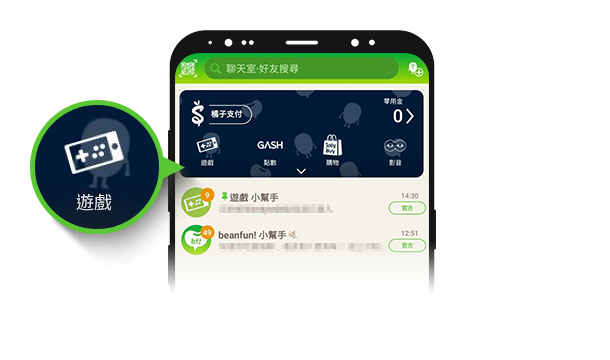 聊天室‧好友搜尋
橘子支付
零用金
0
遊戲
GASH
點數
Jolly Buy
購物
影音
遊戲
9
遊戲 小幫手
14:30
官方
49
bf!
beanfun! 小幫手
12:51
官方